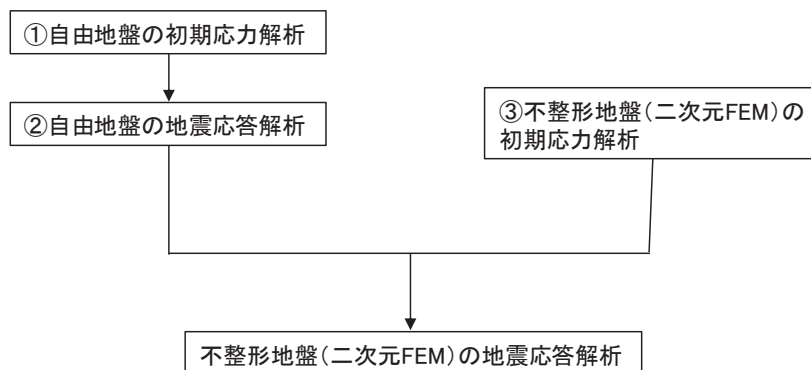 ①自由地盤の初期応力解析
②自由地盤の地震応答解析
③不整形地盤(二次元FEM)の
初期応力解析
不整形地盤(二次元FEM)の地震応答解析